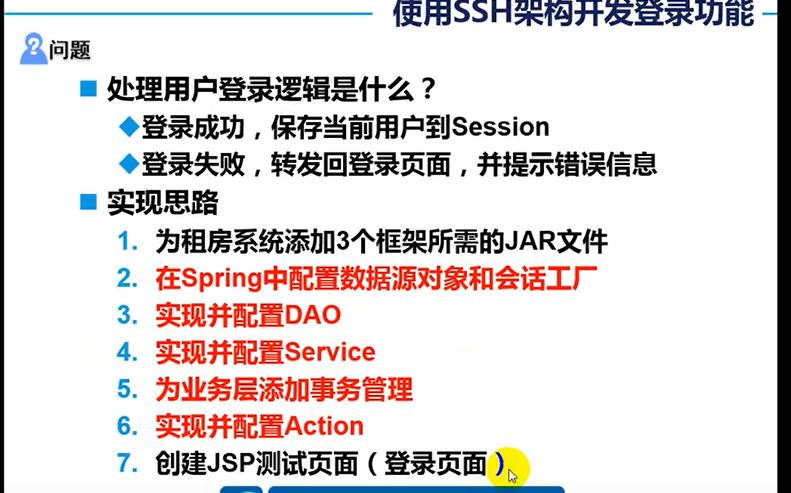 使用SSH架构开发登录功能
问题
处理用户登录逻辑是什么？
登录成功，保存当前用户到Session
登录失败，转发回登录页面，并提示错误信息
实现思路
1. 为租房系统添加3个框架所需的JAR文件
2. 在Spring中配置数据源对象和会话工厂
3. 实现并配置DAO
4. 实现并配置Service
5. 为业务层添加事务管理
6. 实现并配置Action
7. 创建JSP测试页面（登录页面）